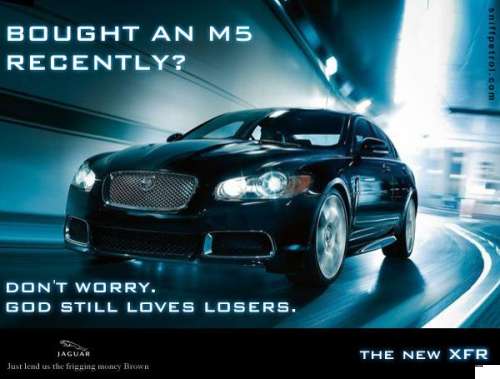 BOUGHT AN M5
RECENTLY?
sniffpetrol.com
DON'T WORRY.
GOD STILL LOVES LOSERS.
JAGUAR
Just lend us the frigging money Brown
THE NEW XFR